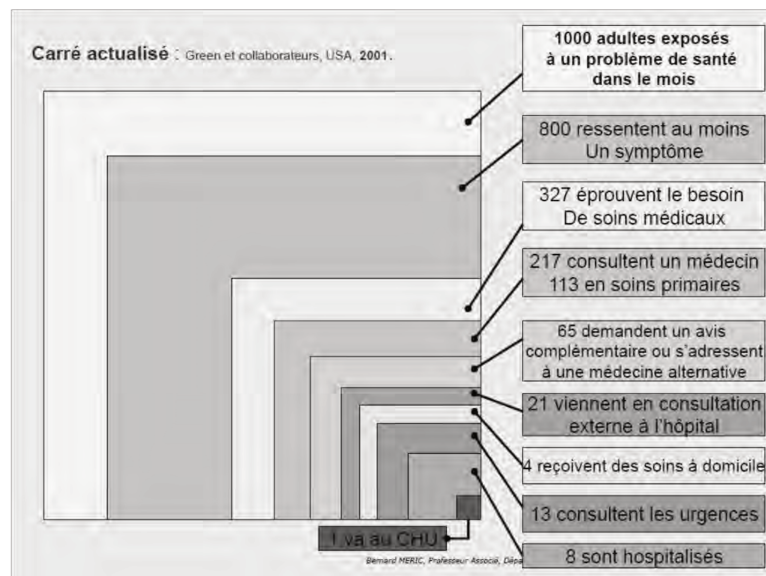 Carré actualisé : Green et collaborateurs, USA, 2001.
1000 adultes exposés
à un problème de santé
dans le mois
800 ressentent au moins
Un symptôme
327 éprouvent le besoin
De soins médicaux
217 consultent un médecin
113 en soins primaires
65 demandent un avis
complémentaire ou s'adressent
à une médecine alternative
21 viennent en consultation
externe à l'hôpital
4 reçoivent des soins à domicile
13 consultent les urgences
8 sont hospitalisés
1 va au CHU
Bernard MERIC, Professeur Associé, Dépa